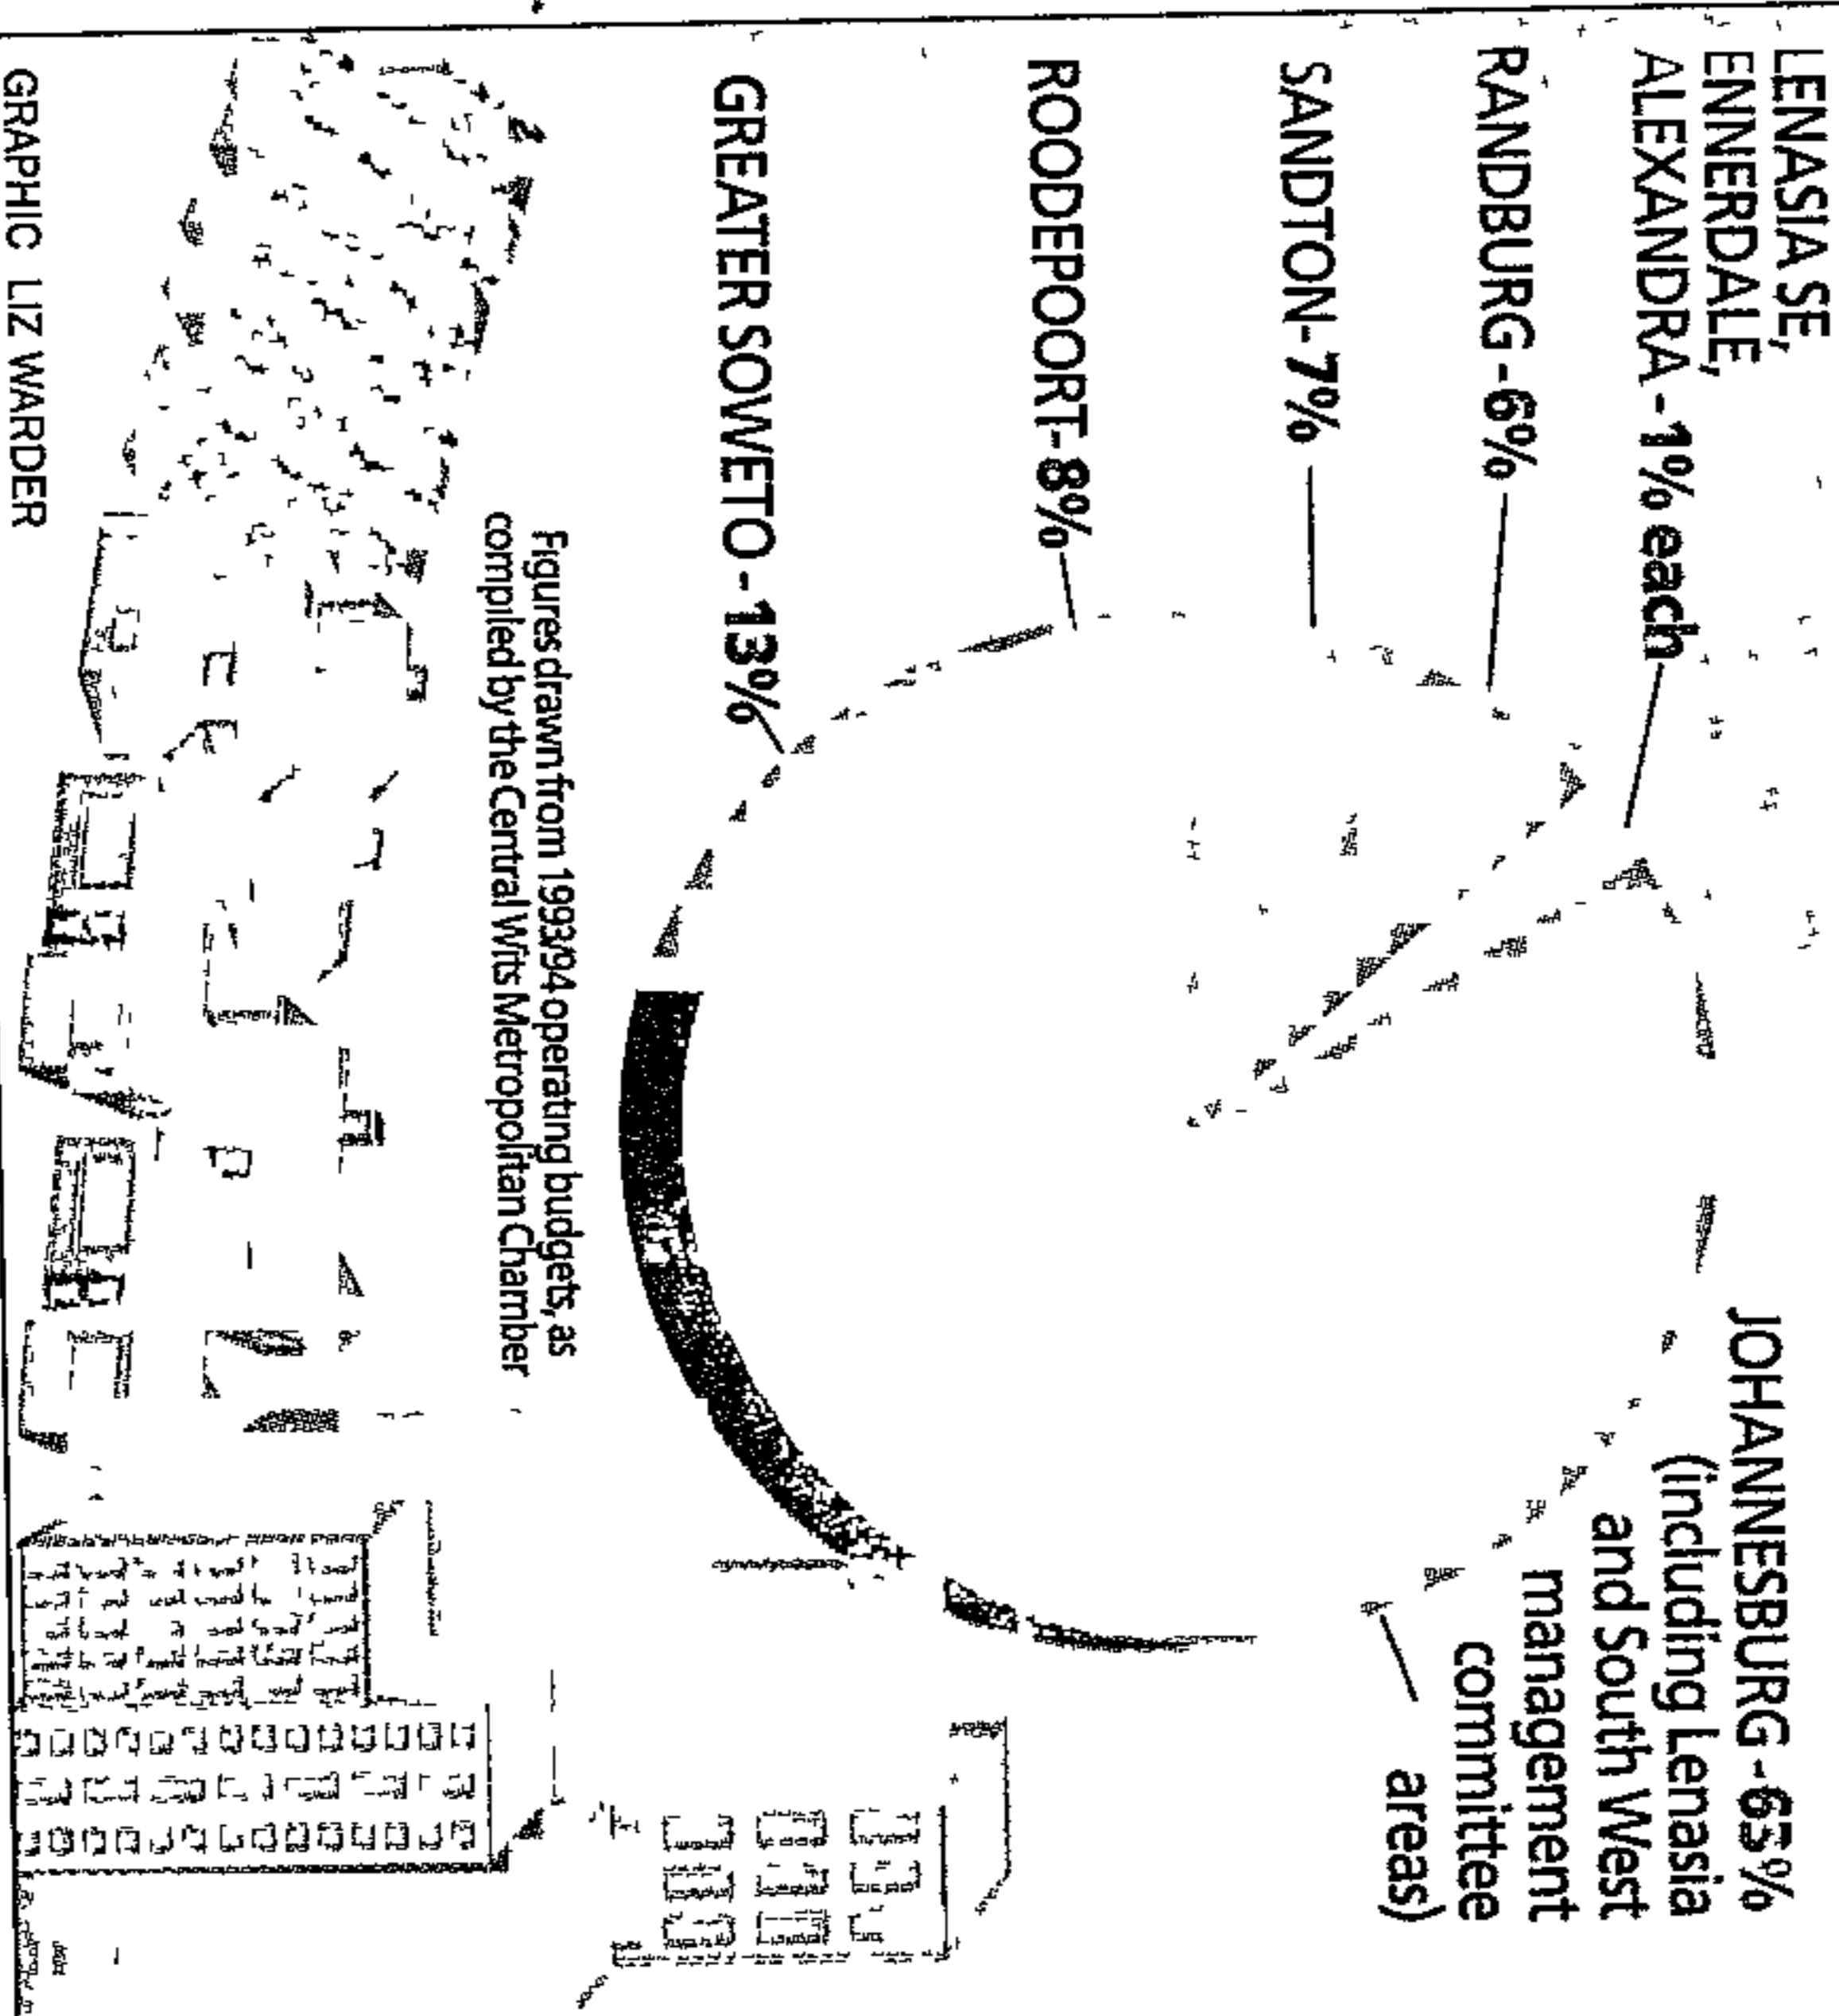 LENASIA SE,
ENNERDALE,
ALEXANDRA - 1% each
RANDBURG - 6%
SANDTON - 7%
ROODEPOORT - 8%
GREATER SOWETO - 13%
JOHANNESBURG - 63%
(including Lenasia
and South West
management
committee
areas)
Figures drawn from 1993/94 operating budgets, as
compiled by the Central Wits Metropolitan Chamber
GRAPHIC LIZ WARDER